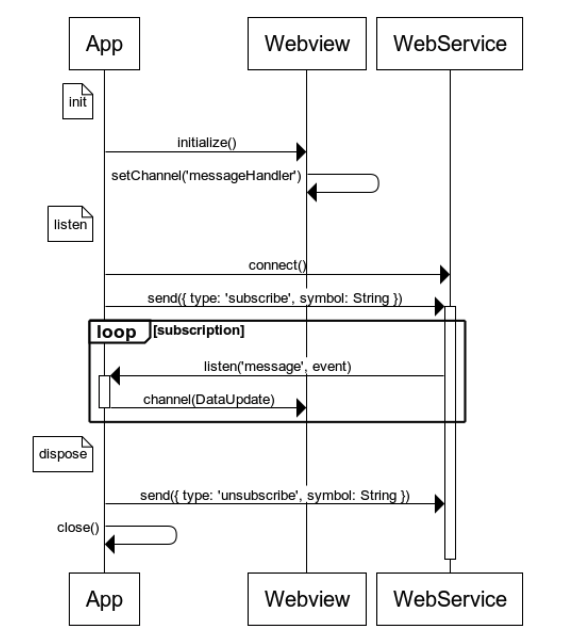 App
Webview
WebService
init
initialize()
setChannel('messageHandler')
listen
connect()
send({ type: 'subscribe', symbol: String })
loop
[subscription]
listen('message', event)
channel(DataUpdate)
dispose
send({ type: 'unsubscribe', symbol: String })
close()
App
Webview
WebService